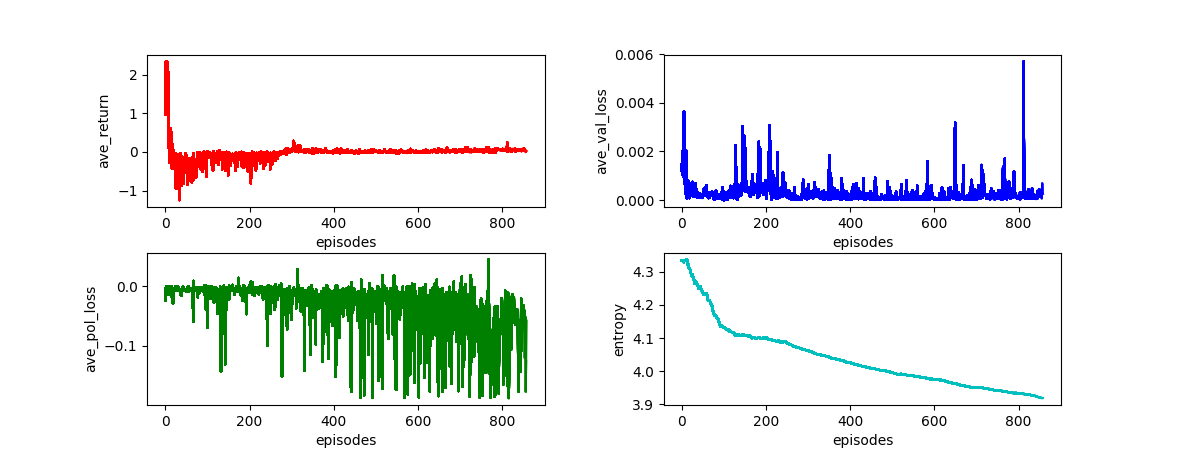 ave_return
2
1
0
−1
0 200 400 600 800
episodes
ave_val_loss
0.006
0.004
0.002
0.000
0 200 400 600 800
episodes
ave_pol_loss
0.0
−0.1
0 200 400 600 800
episodes
entropy
4.3
4.2
4.1
4.0
3.9
0 200 400 600 800
episodes